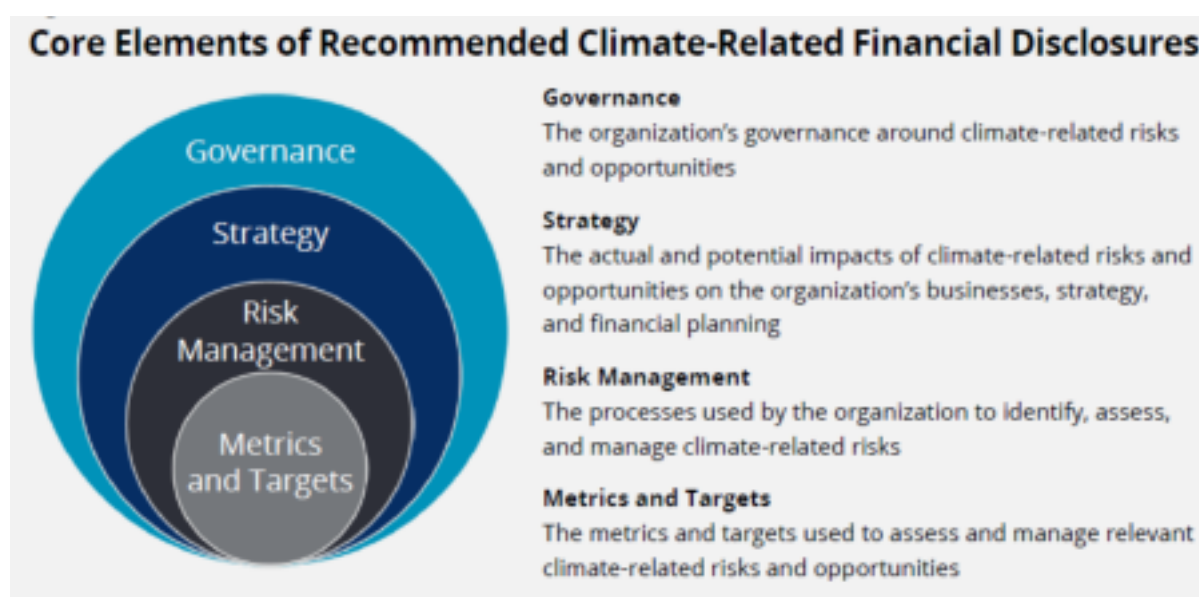 Core Elements of Recommended Climate-Related Financial Disclosures
Governance
Strategy
Risk
Management
Metrics
and Targets
Governance
The organization's governance around climate-related risks
and opportunities
Strategy
The actual and potential impacts of climate-related risks and
opportunities on the organization's businesses, strategy,
and financial planning
Risk Management
The processes used by the organization to identify, assess,
and manage climate-related risks
Metrics and Targets
The metrics and targets used to assess and manage relevant
climate-related risks and opportunities